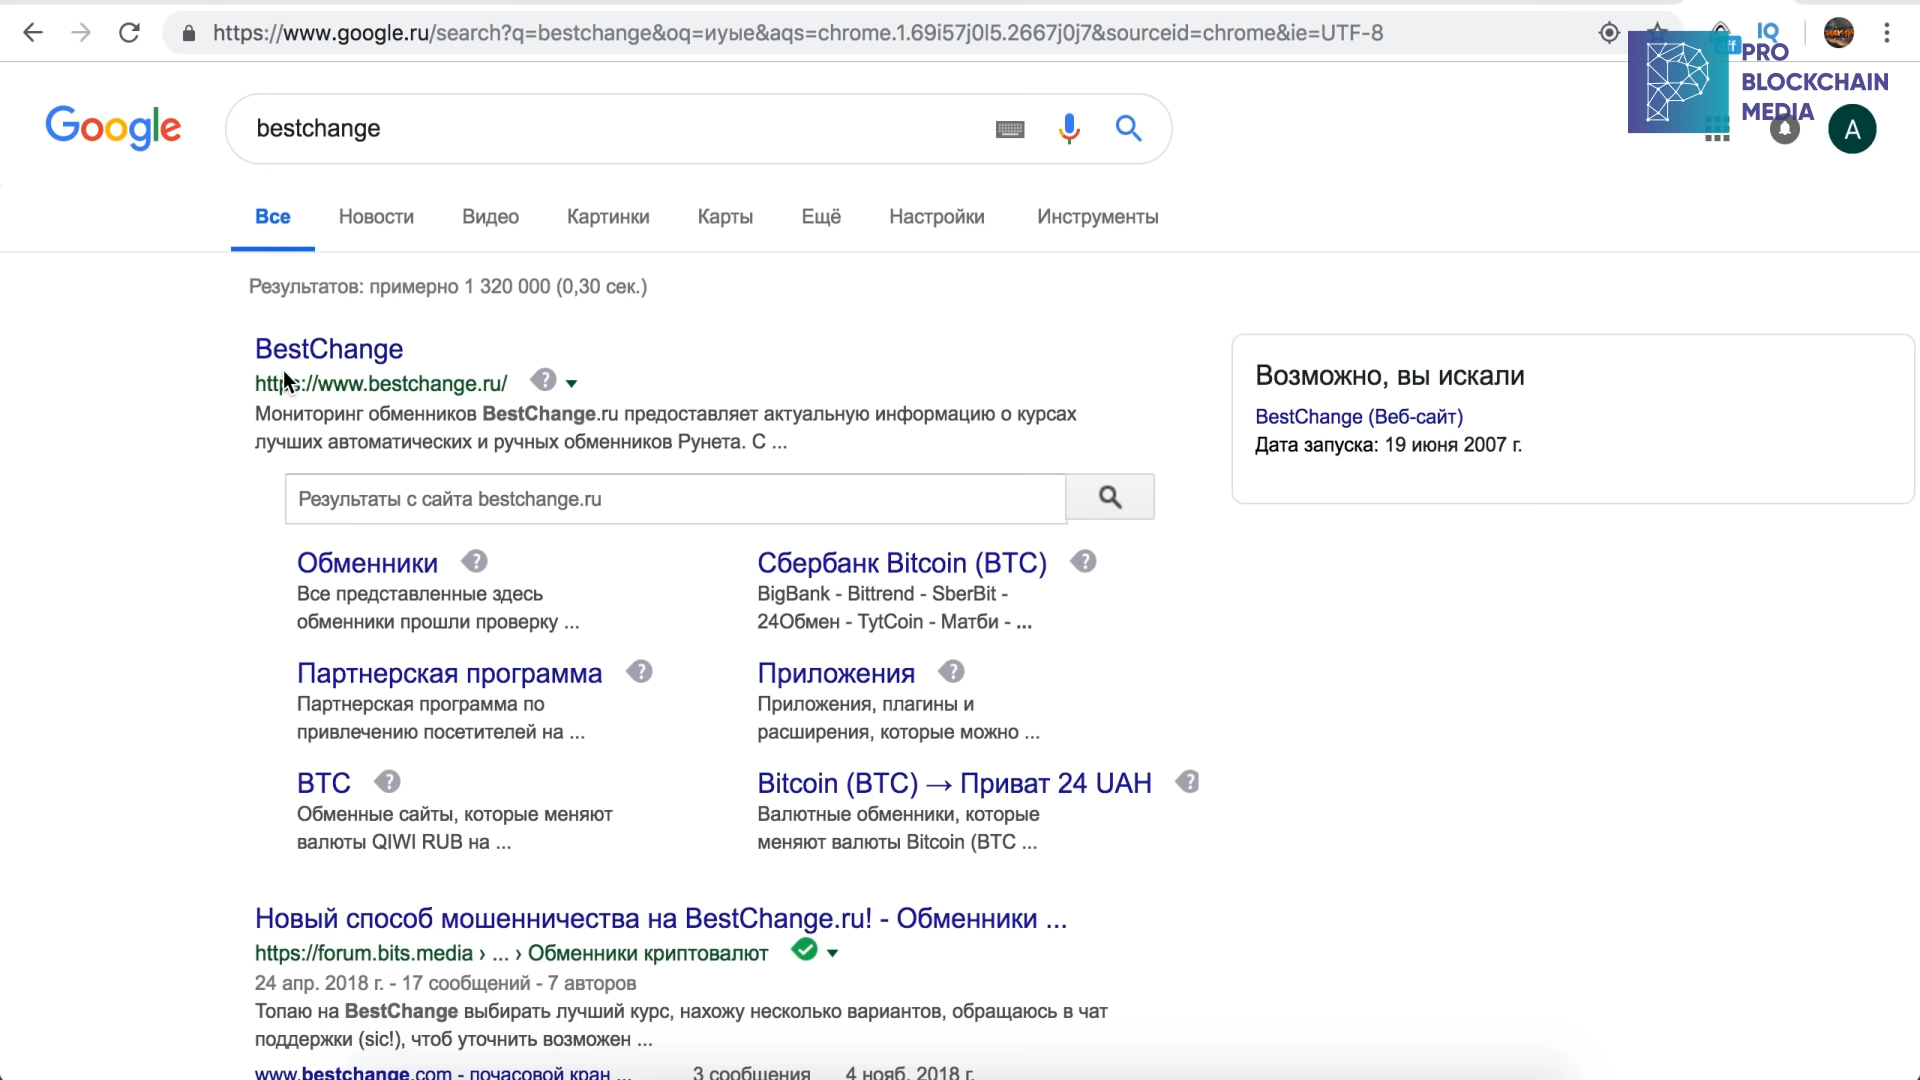 https://www.google.ru/search?q=bestchange&oq=иуые&aqs=chrome.1.69i57j0l5.2667j0j7&sourceid=chrome&ie=UTF-8
IQ
off
PRO
BLOCKCHAIN
MEDIA
Google
bestchange
A
Все Новости Видео Картинки Карты Ещё Настройки Инструменты
Результатов: примерно 1 320 000 (0,30 сек.)
BestChange
https://www.bestchange.ru/
Мониторинг обменников BestChange.ru предоставляет актуальную информацию о курсах
лучших автоматических и ручных обменников Рунета. С ...
Результаты с сайта bestchange.ru
Обменники
Все представленные здесь
обменники прошли проверку ...
Сбербанк Bitcoin (BTC)
BigBank - Bittrend - SberBit -
24Обмен - TytCoin - Матби - ...
Партнерская программа
Партнерская программа по
привлечению посетителей на ...
Приложения
Приложения, плагины и
расширения, которые можно ...
BTC
Обменные сайты, которые меняют
валюты QIWI RUB на ...
Bitcoin (BTC) → Приват 24 UAH
Валютные обменники, которые
меняют валюты Bitcoin (BTC ...
Новый способ мошенничества на BestChange.ru! - Обменники ...
https://forum.bits.media › ... › Обменники криптовалют
24 апр. 2018 г. - 17 сообщений - 7 авторов
Топаю на BestChange выбирать лучший курс, нахожу несколько вариантов, обращаюсь в чат
поддержки (sic!), чтоб уточнить возможен ...
www.bestchange.com - почасовой кран ... 3 сообщения 4 нояб. 2018 г.
Возможно, вы искали
BestChange (Веб-сайт)
Дата запуска: 19 июня 2007 г.